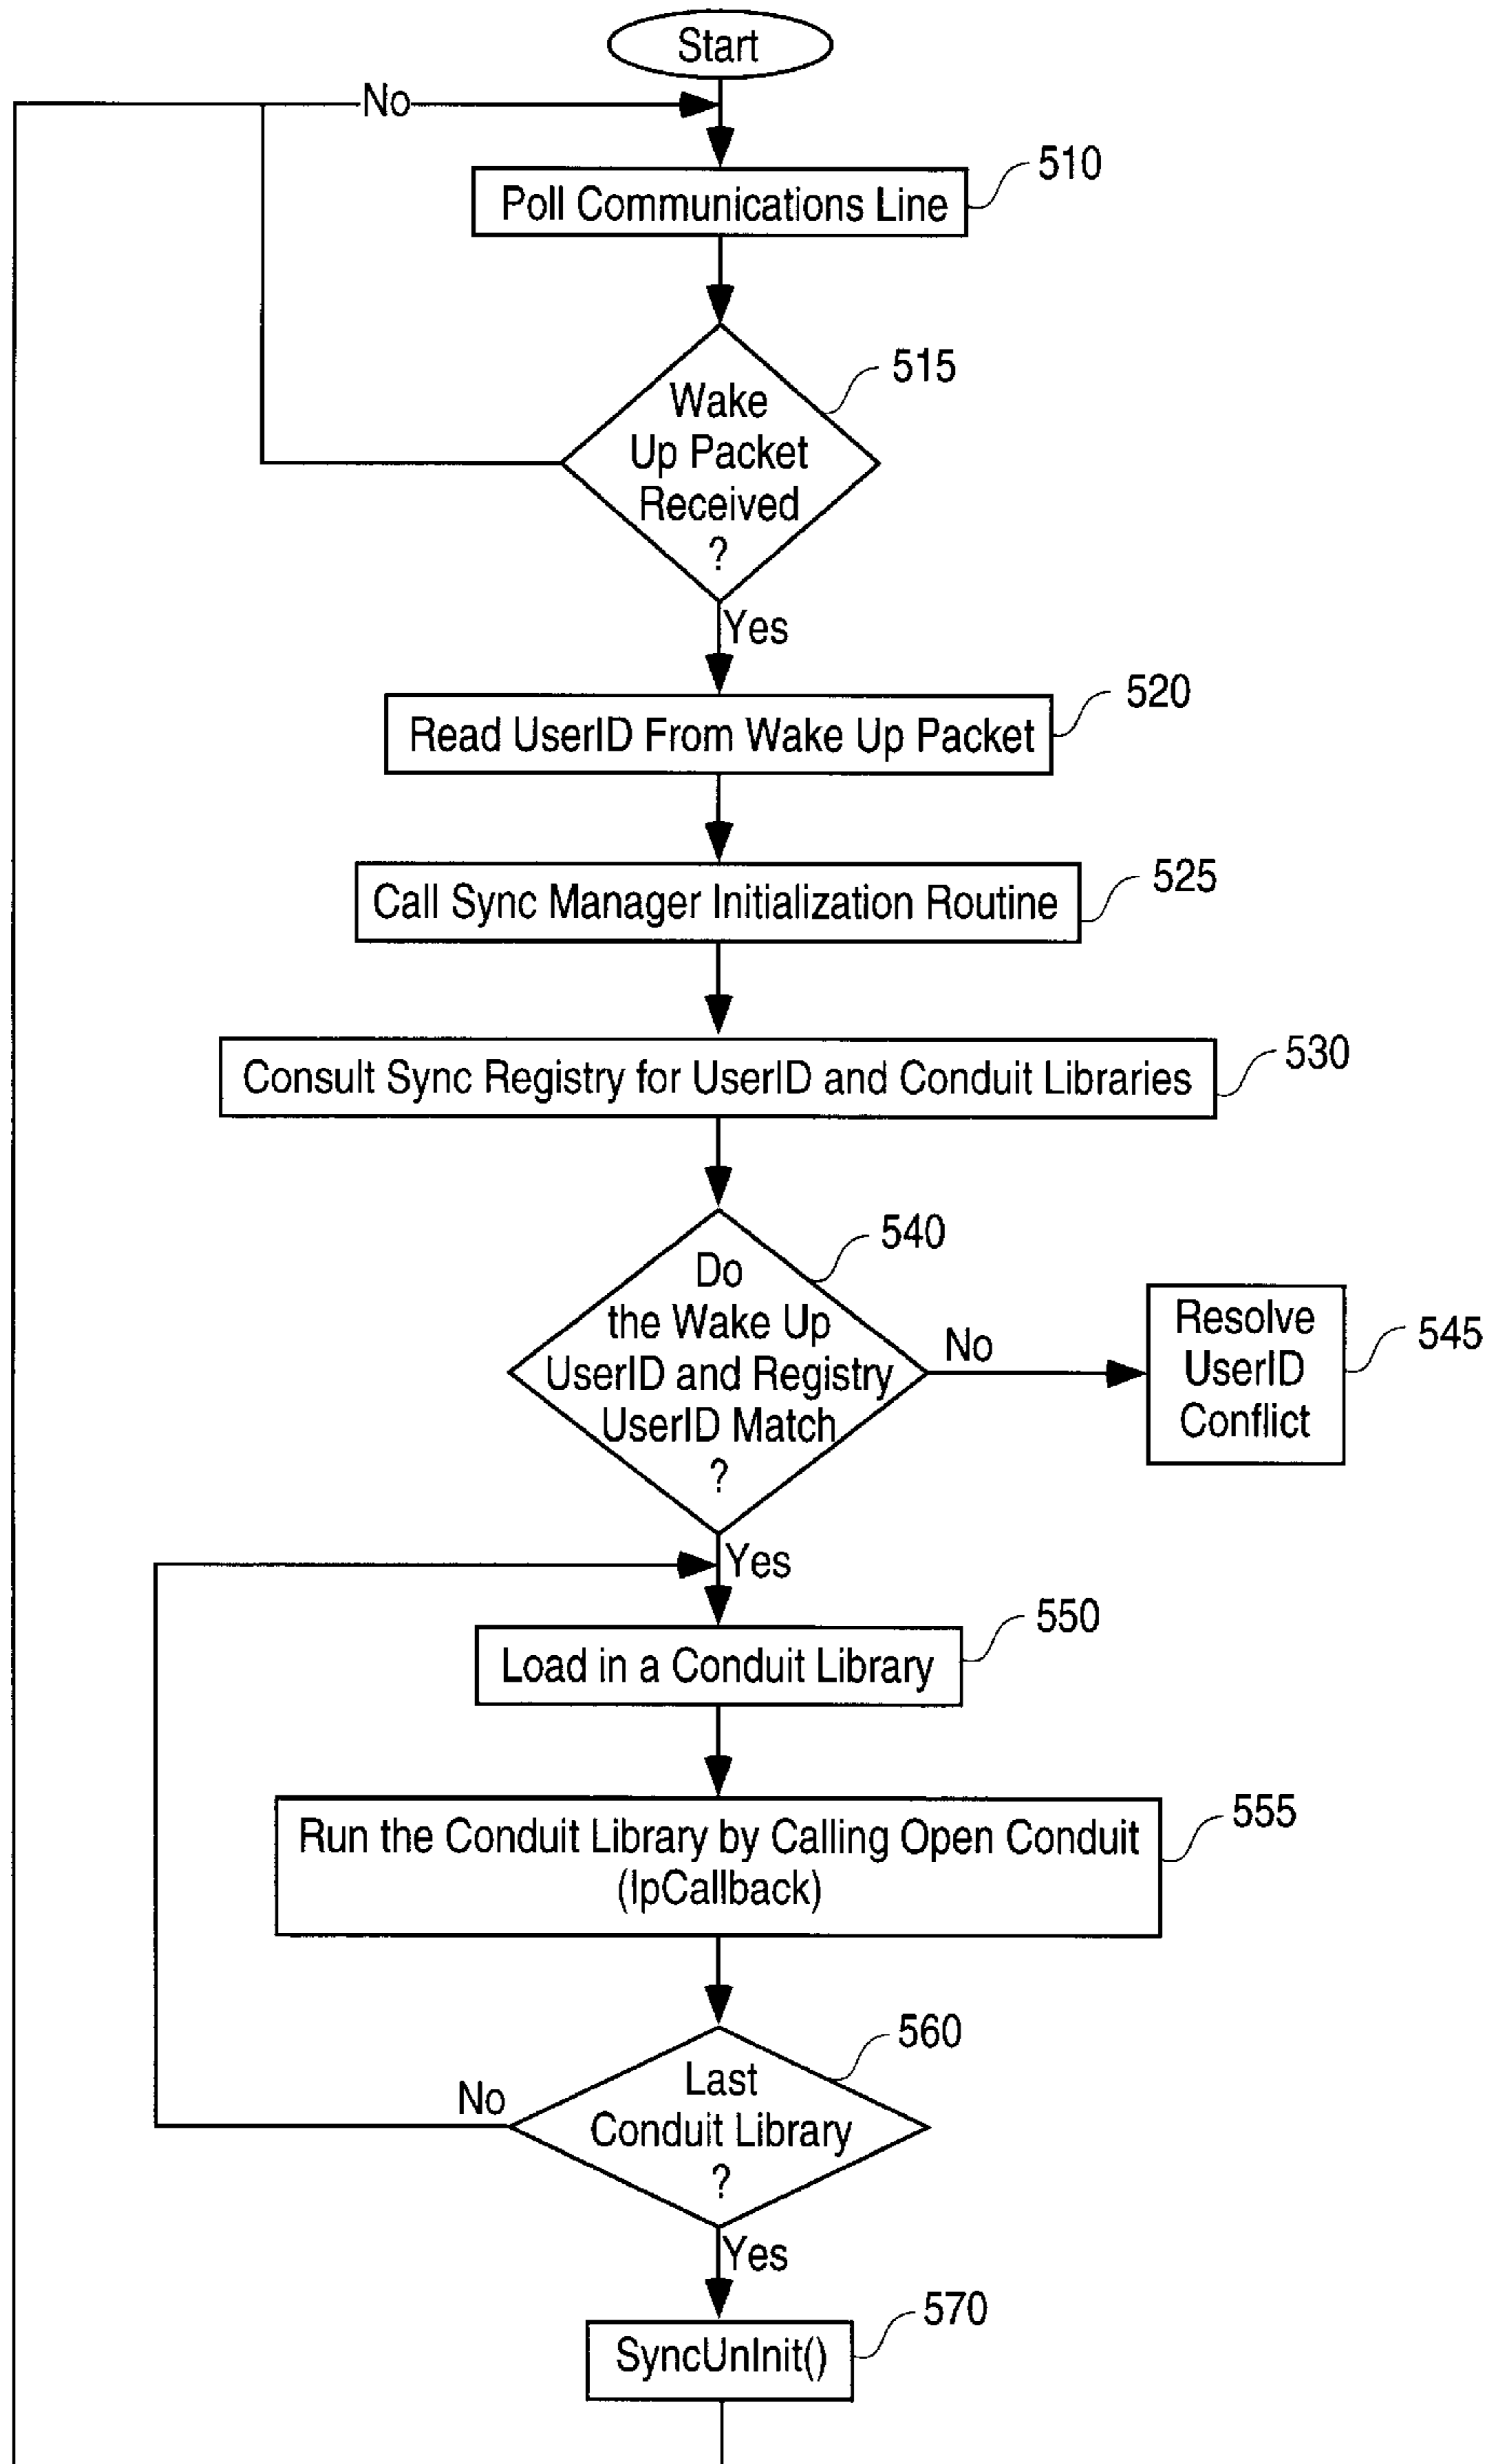 Start
No
510
Poll Communications Line
515
Wake
Up Packet
Received
?
Yes
520
Read UserID From Wake Up Packet
525
Call Sync Manager Initialization Routine
530
Consult Sync Registry for UserID and Conduit Libraries
540
Do
the Wake Up
UserID and Registry
UserID Match
?
No
Resolve
UserID
Conflict
545
Yes
550
Load in a Conduit Library
555
Run the Conduit Library by Calling Open Conduit
(lpCallback)
560
Last
Conduit Library
?
No
Yes
570
SyncUnInit()